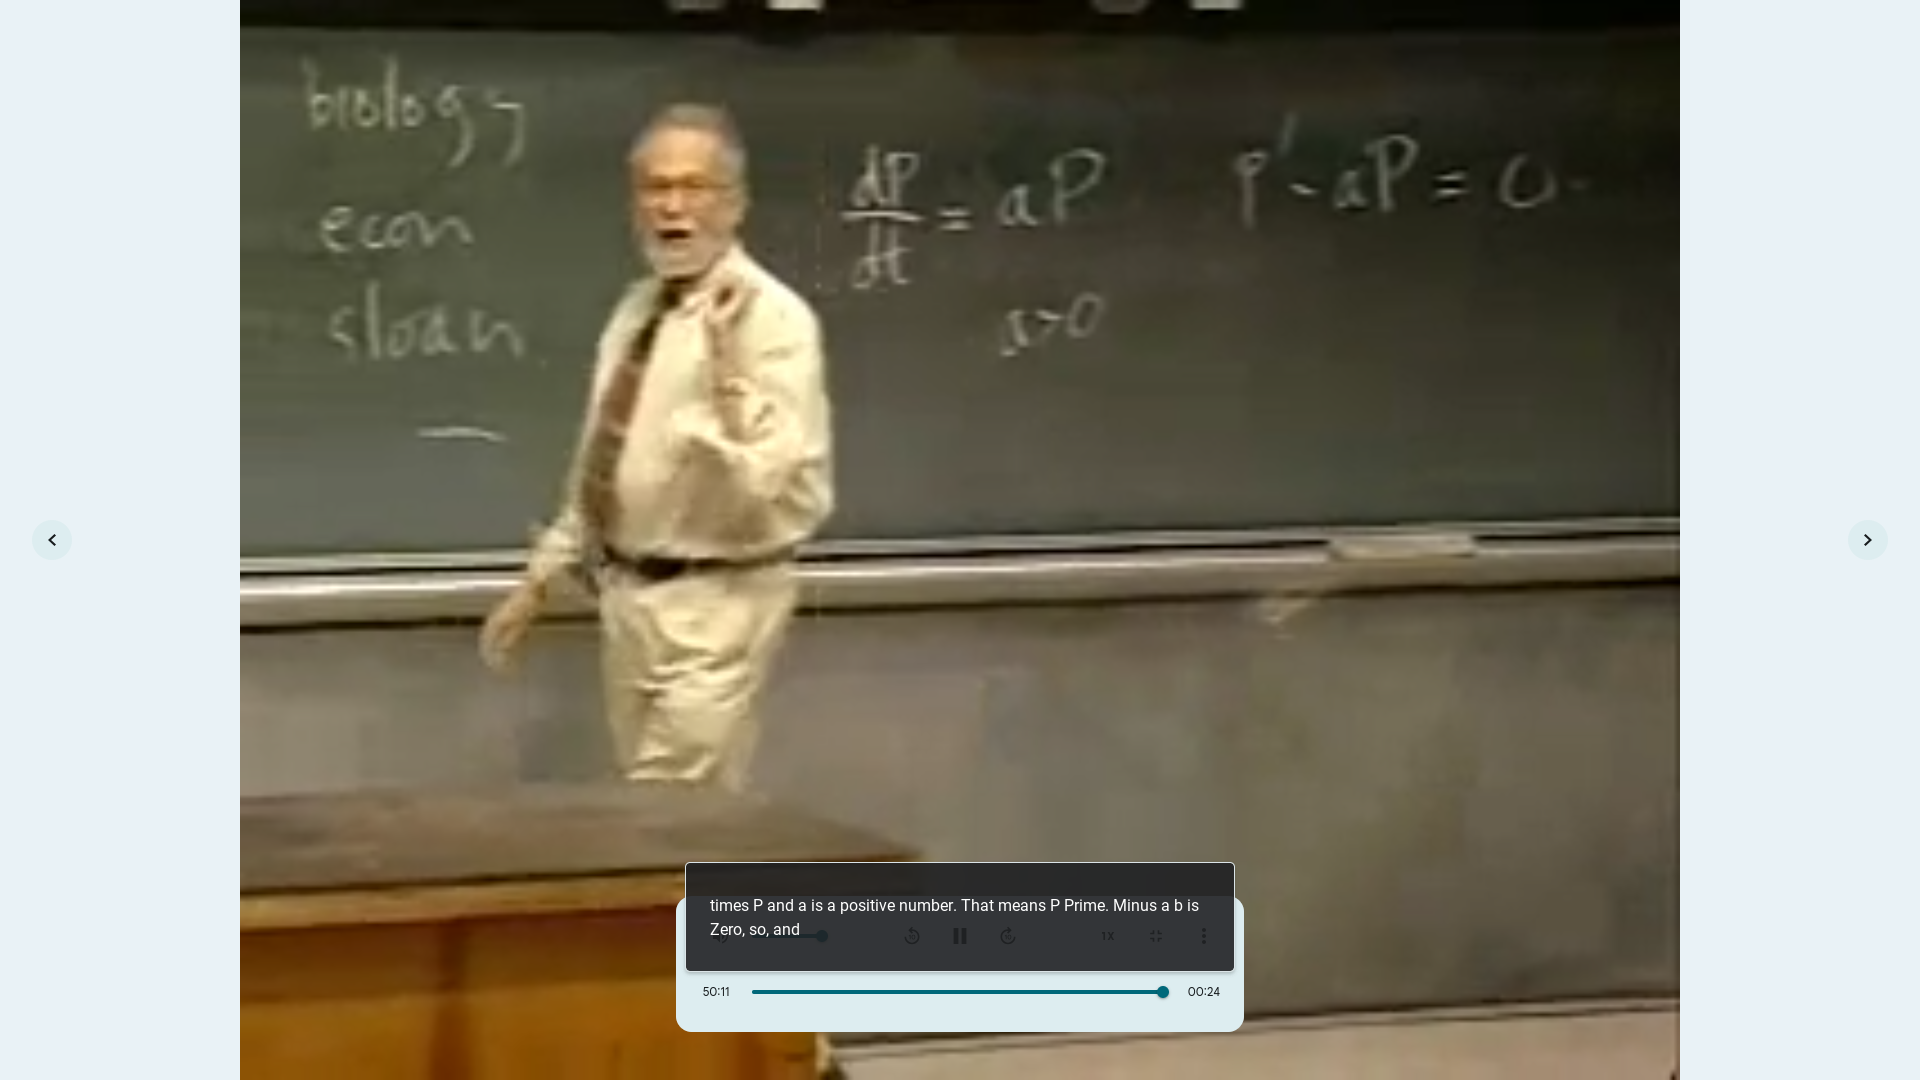 biology
econ
sloan
dP/dt = aP
a>0
P' - aP = 0
times P and a is a positive number. That means P Prime. Minus a b is
Zero, so, and
1X
50:11
00:24